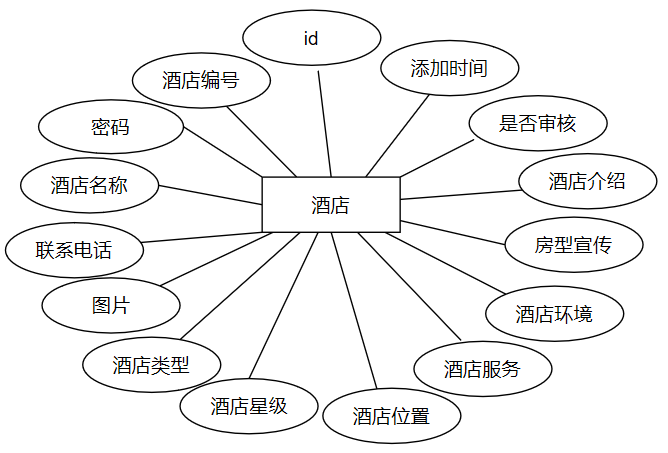 id
添加时间
酒店编号
是否审核
密码
酒店介绍
酒店名称
酒店
房型宣传
联系电话
图片
酒店环境
酒店类型
酒店服务
酒店星级
酒店位置